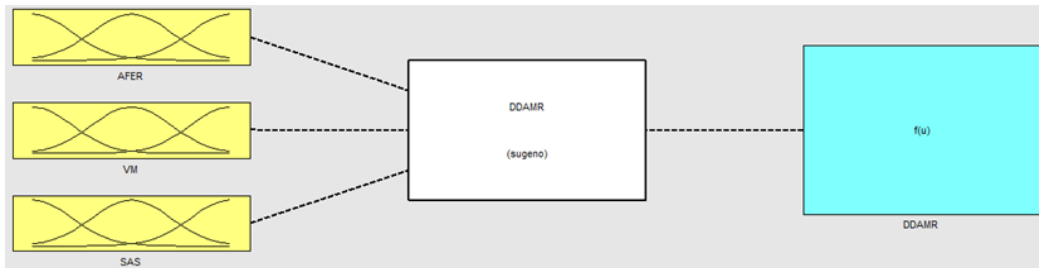 AFER
VM
SAS
DDAMR
(sugeno)
f(u)
DDAMR